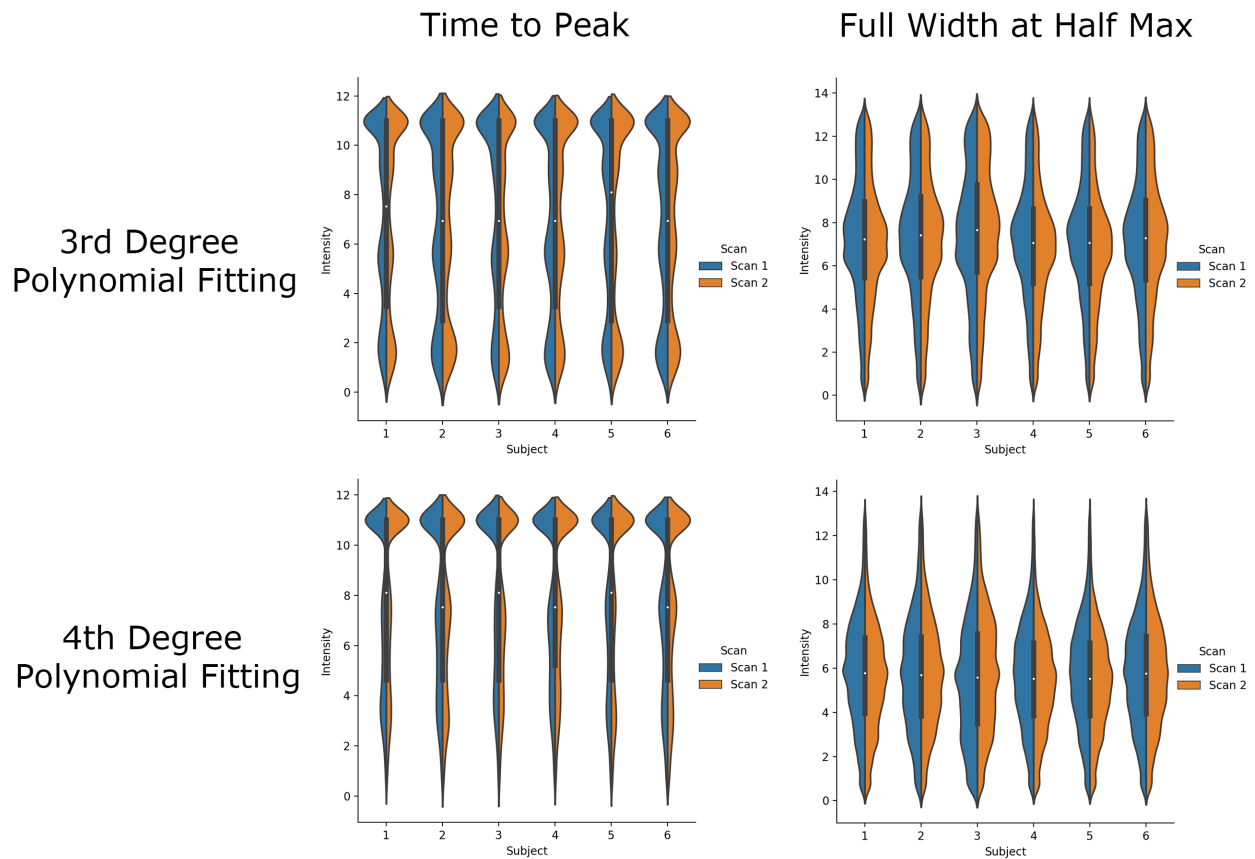 Time to Peak
Full Width at Half Max
3rd Degree
Polynomial Fitting
12
10
8
6
4
2
0
Intensity
1 2 3 4 5 6
Subject
Scan
Scan 1
Scan 2
14
12
10
8
6
4
2
0
Intensity
1 2 3 4 5 6
Subject
Scan
Scan 1
Scan 2
4th Degree
Polynomial Fitting
12
10
8
6
4
2
0
Intensity
1 2 3 4 5 6
Subject
Scan
Scan 1
Scan 2
14
12
10
8
6
4
2
0
Intensity
1 2 3 4 5 6
Subject
Scan
Scan 1
Scan 2